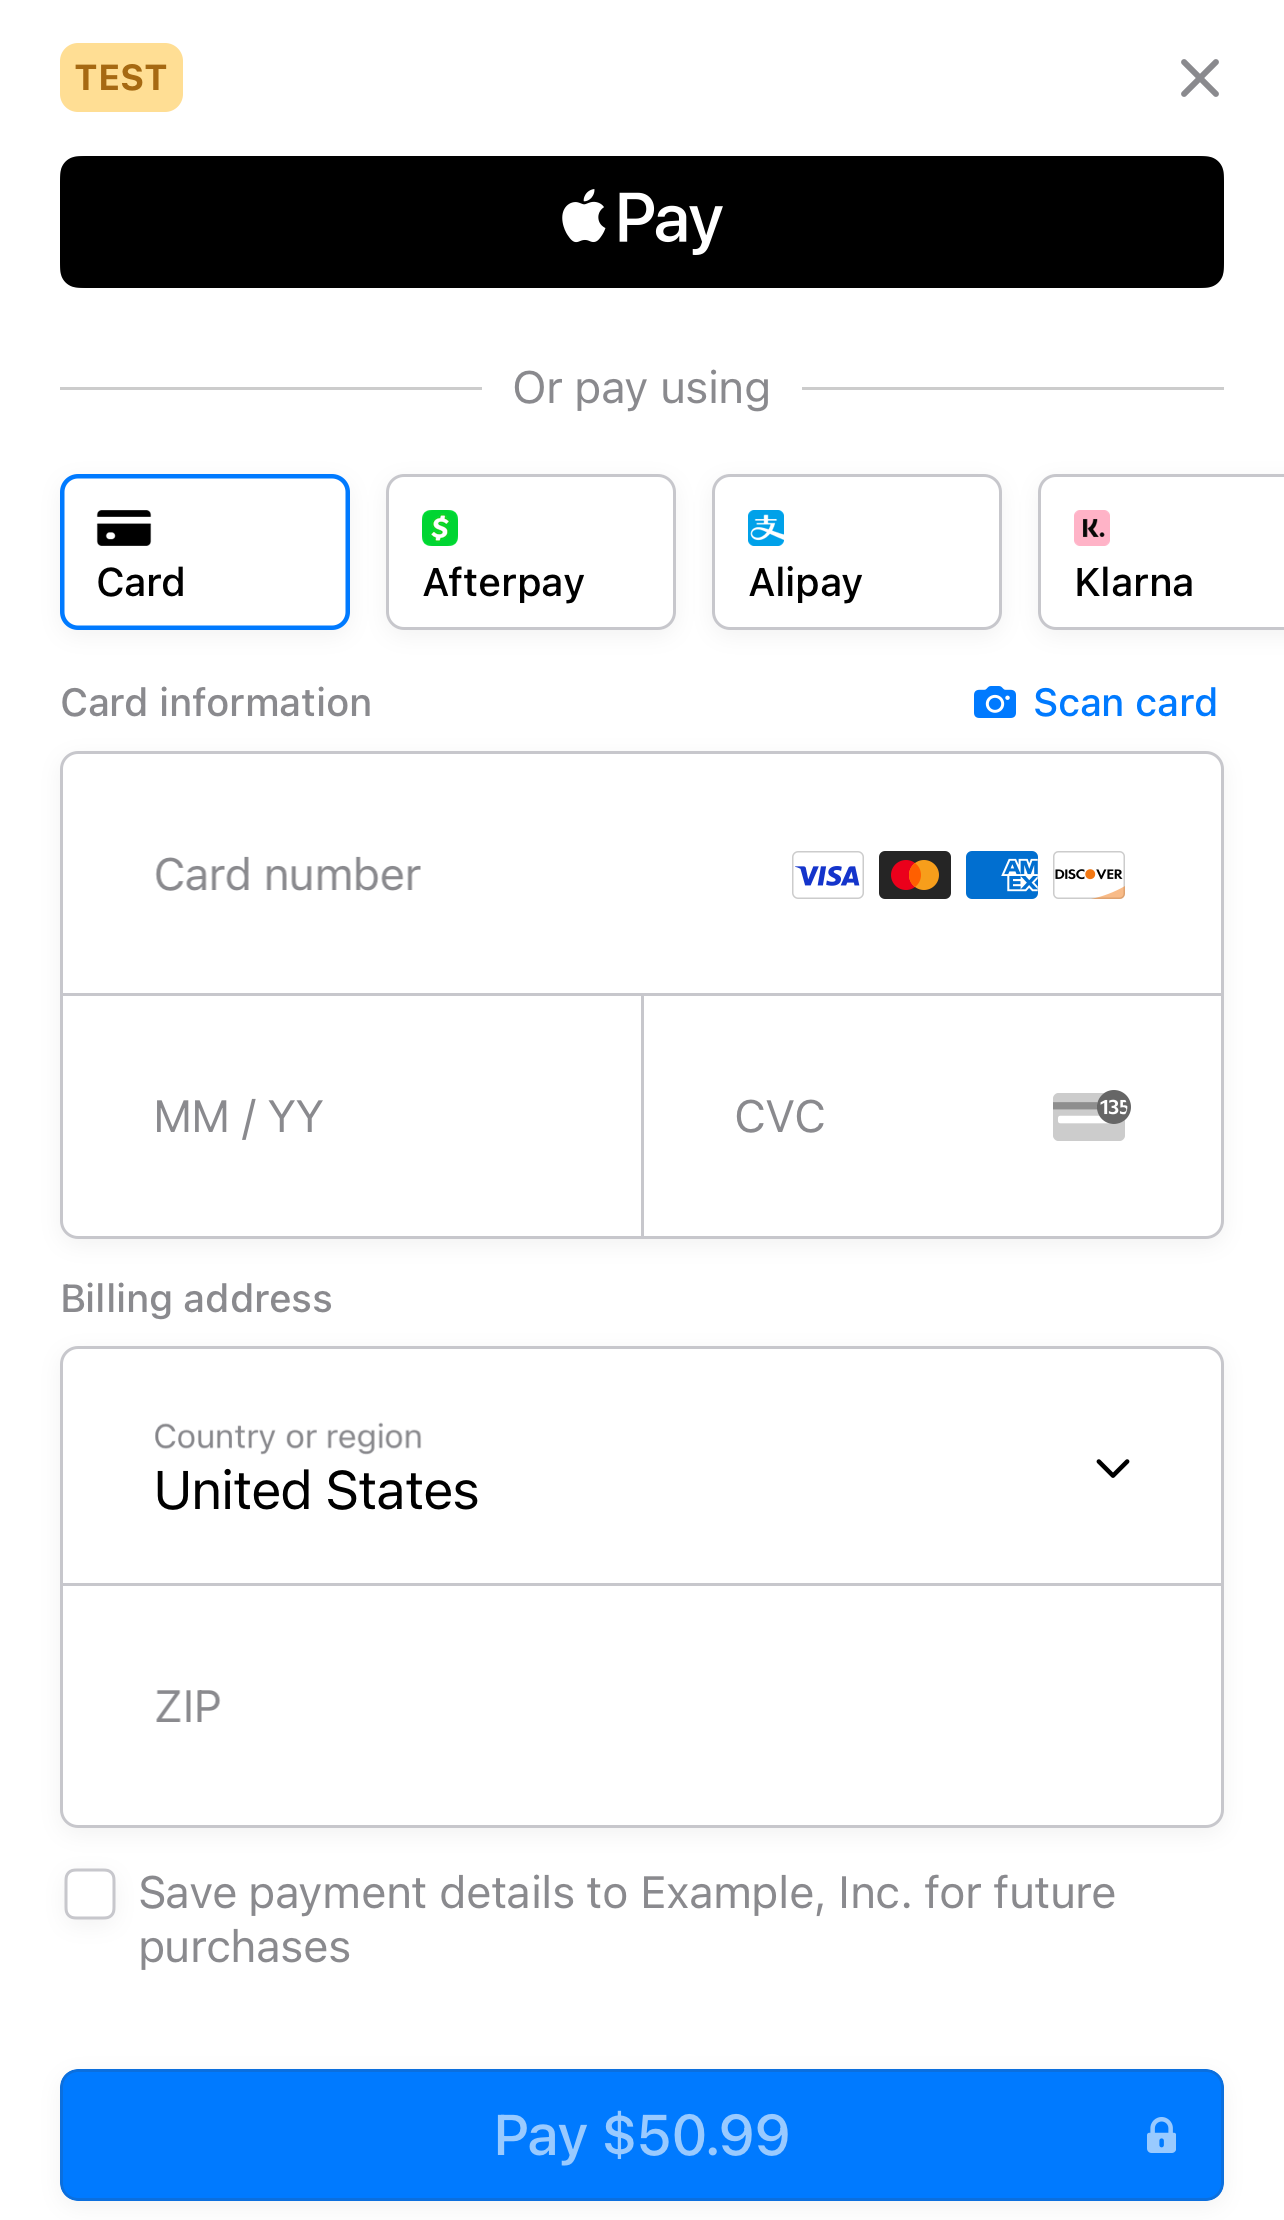 TEST
Pay
Or pay using
Card
Afterpay
Alipay
Klarna
Card information
Scan card
Card number
VISA
AM
EX
DISCOVER
MM / YY
CVC
135
Billing address
Country or region
United States
ZIP
Save payment details to Example, Inc. for future
purchases
Pay $50.99